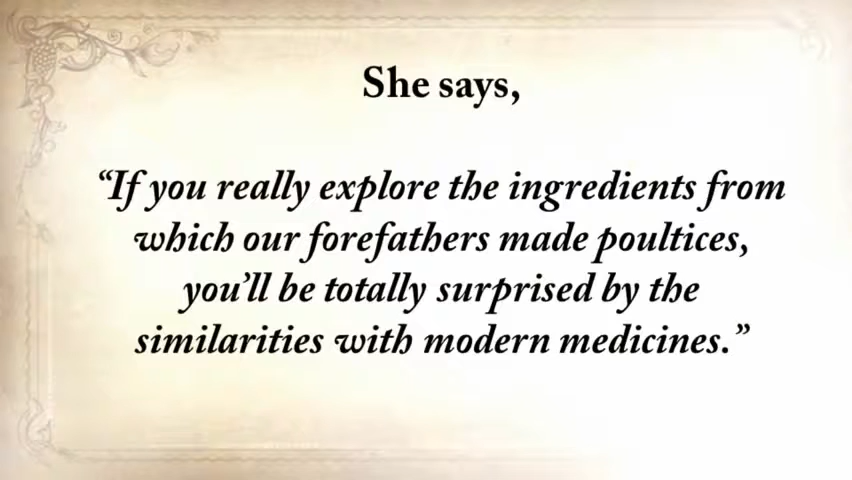 She says,
“If you really explore the ingredients from
which our forefathers made poultices,
you’ll be totally surprised by the
similarities with modern medicines.”